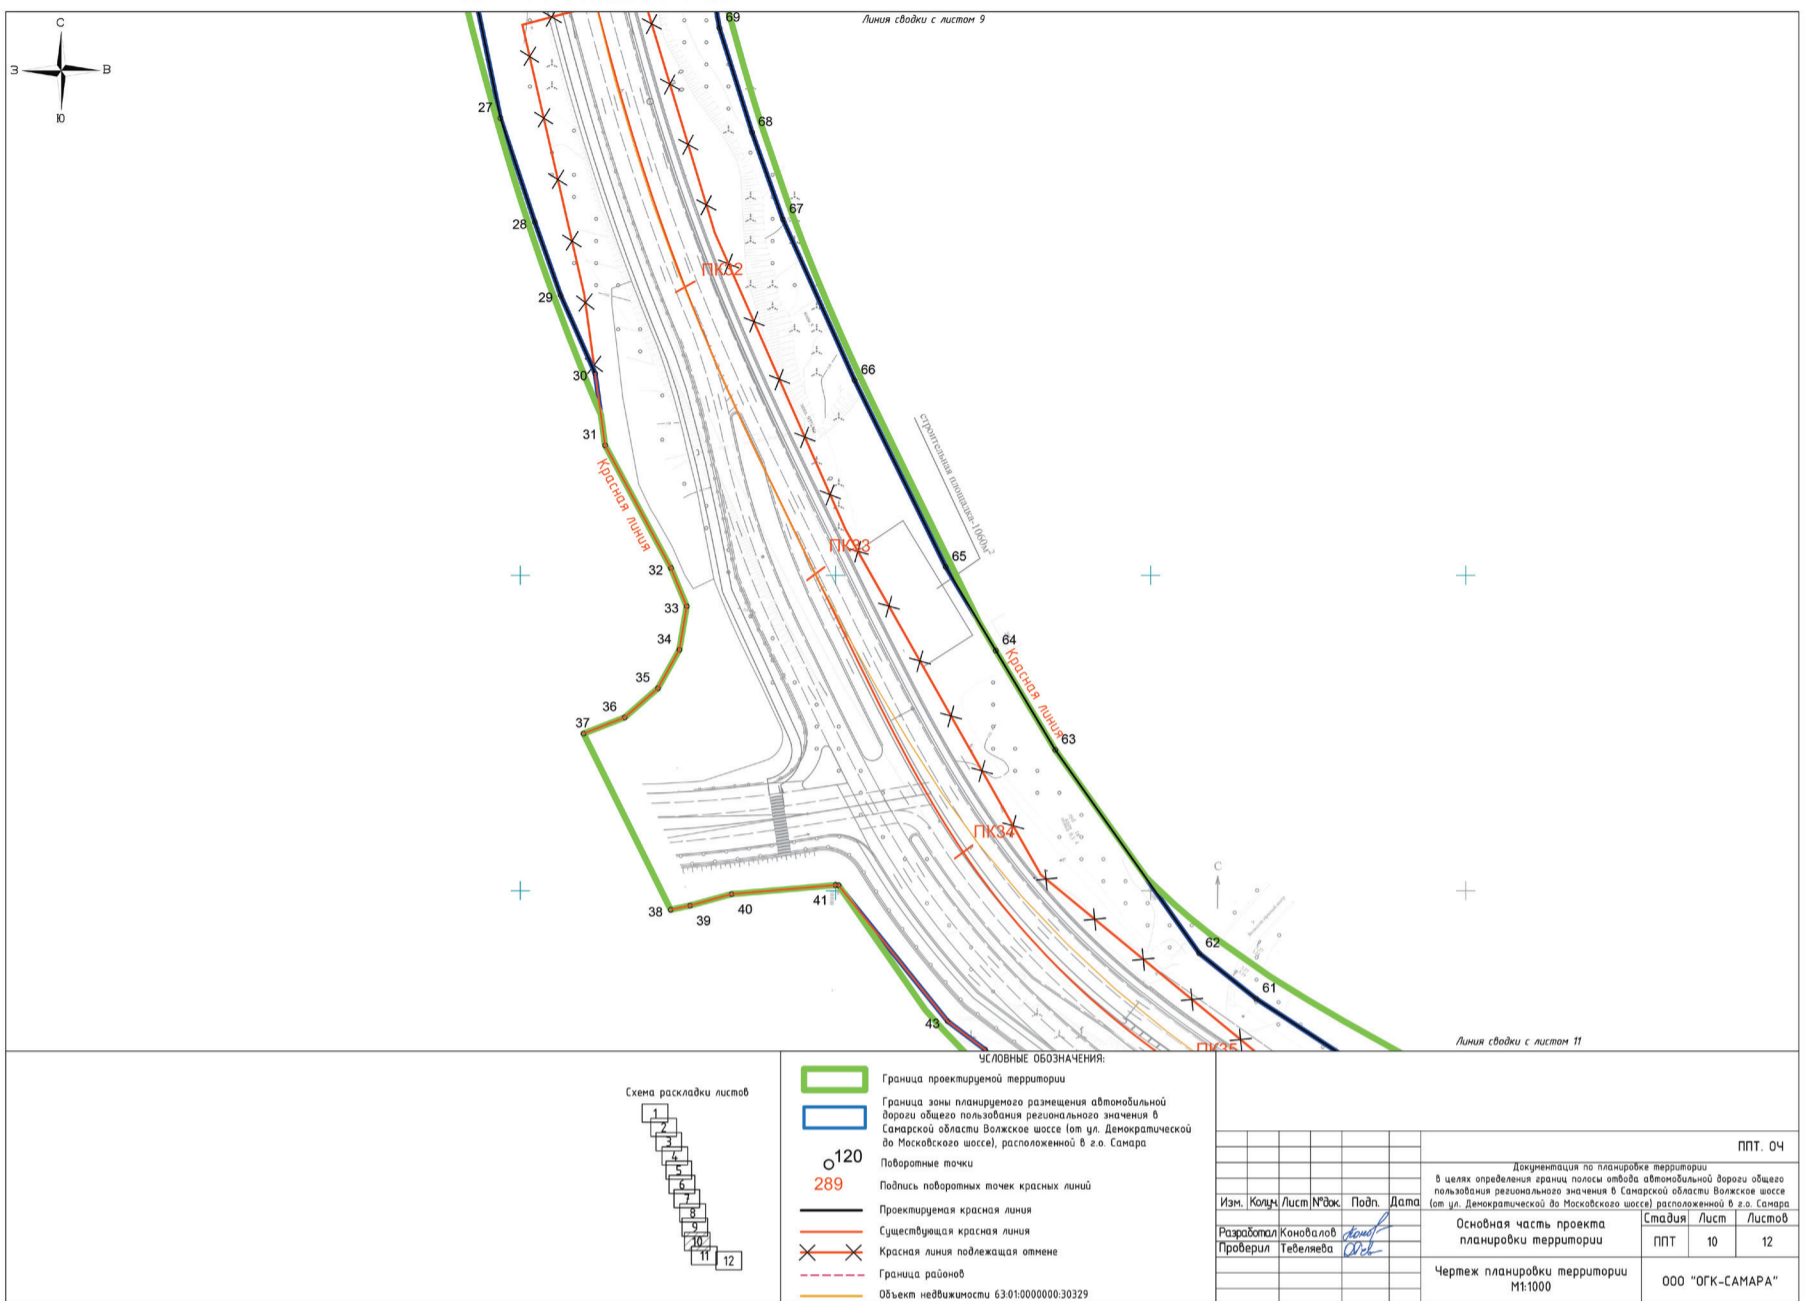 Линия сводки с листом 9
С
З
В
Ю
69
27
68
28
67
ПК32
29
30
66
31
Красная линия
строительная площадка-1060м²
ПК33
65
32
33
34
64
Красная линия
35
36
37
63
ПК34
С
38
39
40
41
62
61
43
ПК35
Линия сводки с листом 11
Схема раскладки листов
1
2
3
4
5
6
7
8
9
10
11
12
УСЛОВНЫЕ ОБОЗНАЧЕНИЯ:
Граница проектируемой территории
Граница зоны планируемого размещения автомобильной
дороги общего пользования регионального значения в
Самарской области Волжское шоссе (от ул. Демократической
до Московского шоссе), расположенной в г.о. Самара
120
Поворотные точки
289
Подпись поворотных точек красных линий
Проектируемая красная линия
Существующая красная линия
Красная линия подлежащая отмене
Граница районов
Объект недвижимости 63:01:0000000:30329
ППТ. ОЧ
Документация по планировке территории
в целях определения границ полосы отвода автомобильной дороги общего
пользования регионального значения в Самарской области Волжское шоссе
(от ул. Демократической до Московского шоссе) расположенной в г.о. Самара
Изм. Колуч Лист №док. Подп. Дата
Разработал Коновалов
Проверил Тевеляева
Основная часть проекта
планировки территории
Стадия Лист Листов
ППТ 10 12
Чертеж планировки территории
М1:1000
ООО "ОГК-САМАРА"